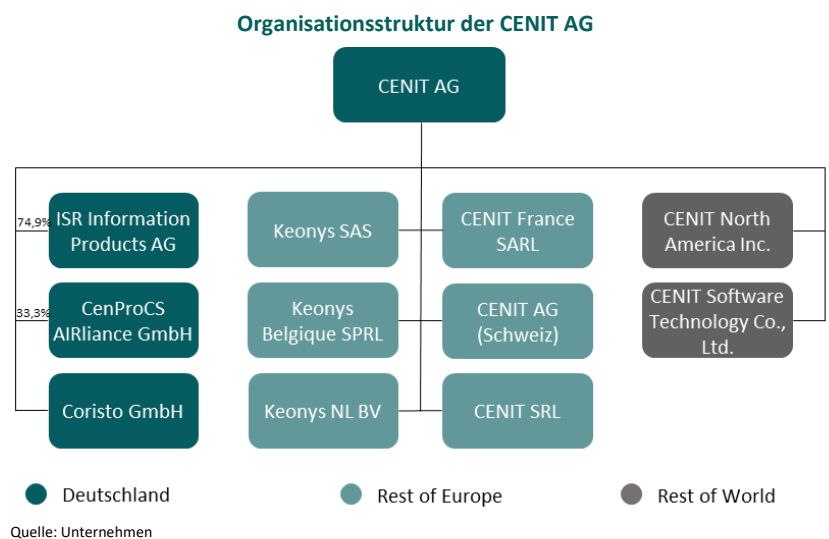 Organisationsstruktur der CENIT AG
CENIT AG
74,9%
ISR Information
Products AG
Keonys SAS
CENIT France
SARL
CENIT North
America Inc.
33,3%
CenProCS
AIRliance GmbH
Keonys
Belgique SPRL
CENIT AG
(Schweiz)
CENIT Software
Technology Co.,
Ltd.
Coristo GmbH
Keonys NL BV
CENIT SRL
Deutschland
Rest of Europe
Rest of World
Quelle: Unternehmen